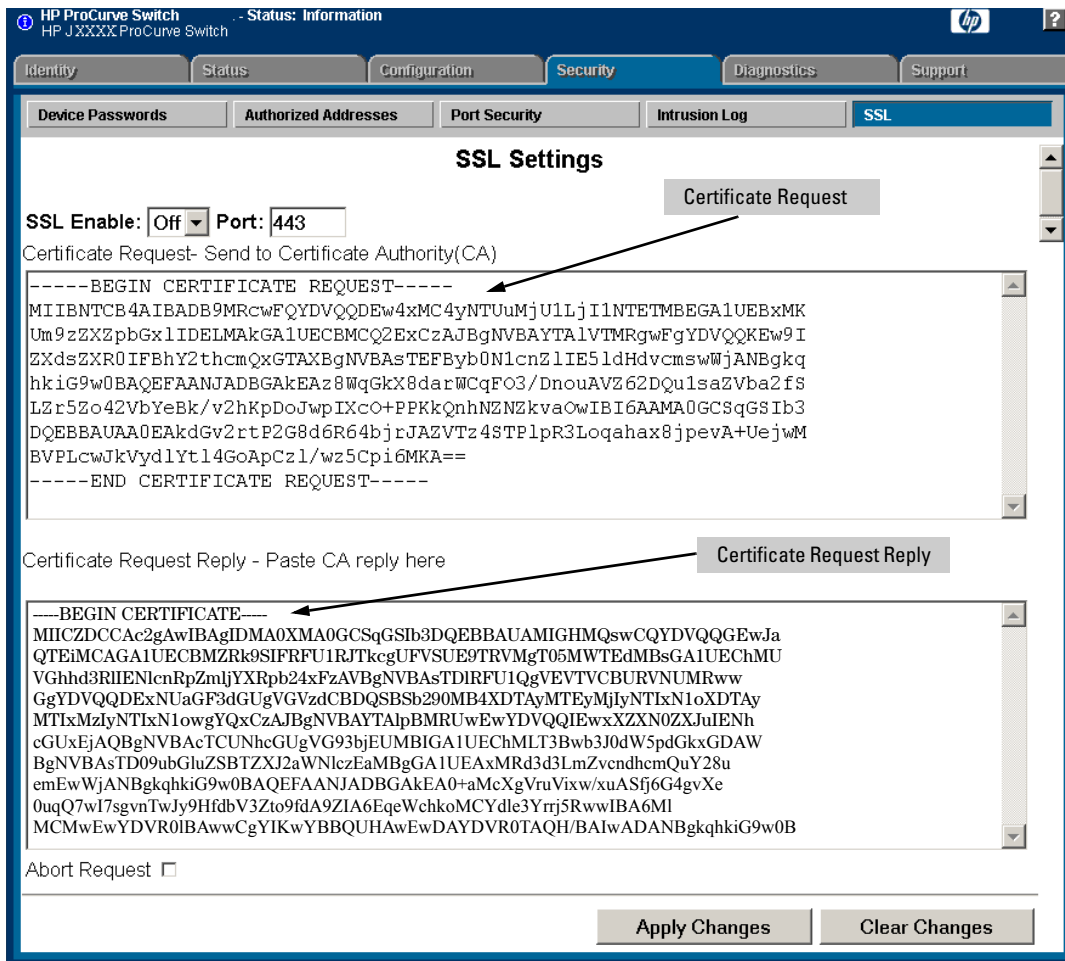 HP ProCurve Switch . - Status: Information
HP JXXXX ProCurve Switch
hp
?
Identity Status Configuration Security Diagnostics Support
Device Passwords Authorized Addresses Port Security Intrusion Log SSL
SSL Settings
Certificate Request
SSL Enable: Off Port: 443
Certificate Request- Send to Certificate Authority(CA)
-----BEGIN CERTIFICATE REQUEST-----
MIIBNTCB4AIBADB9MRcwFQYDVQQDEw4xMC4yNTUuMjU1LjI1NTETMBEGA1UEBxMK
Um9zZXZpbGxlIDELMAkGA1UECBMCQ2ExCzAJBgNVBAYTAlVTMRgwFgYDVQQKEw9I
ZXdsZXR0IFBhY2thcmQxGTAXBgNVBAsTEFByb0N1cnZlIE5ldHdvcmswWjANBgkq
hkiG9w0BAQEFAANJADBGAkEAz8WqGkX8darWCqFO3/DnouAVZ62DQu1saZVba2fS
LZr5Zo42VbYeBk/v2hKpDoJwpIXcO+PPKkQnhNZNZkvaOwIBI6AAMA0GCSqGSIb3
DQEBBAUAA0EAkdGv2rtP2G8d6R64bjrJAZVTz4STPlpR3Loqahax8jpevA+UejwM
BVPLcwJkVydlYtl4GoApCzl/wz5Cpi6MKA==
-----END CERTIFICATE REQUEST-----
Certificate Request Reply - Paste CA reply here
Certificate Request Reply
-----BEGIN CERTIFICATE-----
MIICZDCCAc2gAwIBAgIDMA0XMA0GCSqGSIb3DQEBBAUAMIGHMQswCQYDVQQGEwJa
QTEiMCAGA1UECBMZRk9SIFRFU1RJTkcgUFVSUE9TRVMgT05MWTEdMBsGA1UEChMU
VGhhd3RlIENlcnRpZmljYXRpb24xFzAVBgNVBAsTDlRFU1QgVEVTVCBURVNUMRww
GgYDVQQDExNUaGF3dGUgVGVzdCBDQSBSb290MB4XDTAyMTEyMjIyNTIxN1oXDTAy
MTIxMzIyNTIxN1owgYQxCzAJBgNVBAYTAlpBMRUwEwYDVQQIEwxXZXN0ZXJuIENh
cGUxEjAQBgNVBAcTCUNhcGUgVG93bjEUMBIGA1UEChMLT3Bwb3J0dW5pdGkxGDAW
BgNVBAsTD09ubGluZSBTZXJ2aWNlczEaMBgGA1UEAxMRd3d3LmZvcndhcmQuY28u
emEwWjANBgkqhkiG9w0BAQEFAANJADBGAkEA0+aMcXgVruVixw/xuASfj6G4gvXe
0uqQ7wI7sgvnTwJy9HfdbV3Zto9fdA9ZIA6EqeWchkoMCYdle3Yrrj5RwwIBA6Ml
MCMwEwYDVR0lBAwwCgYIKwYBBQUHAwEwDAYDVR0TAQH/BAIwADANBgkqhkiG9w0B
Abort Request
Apply Changes Clear Changes